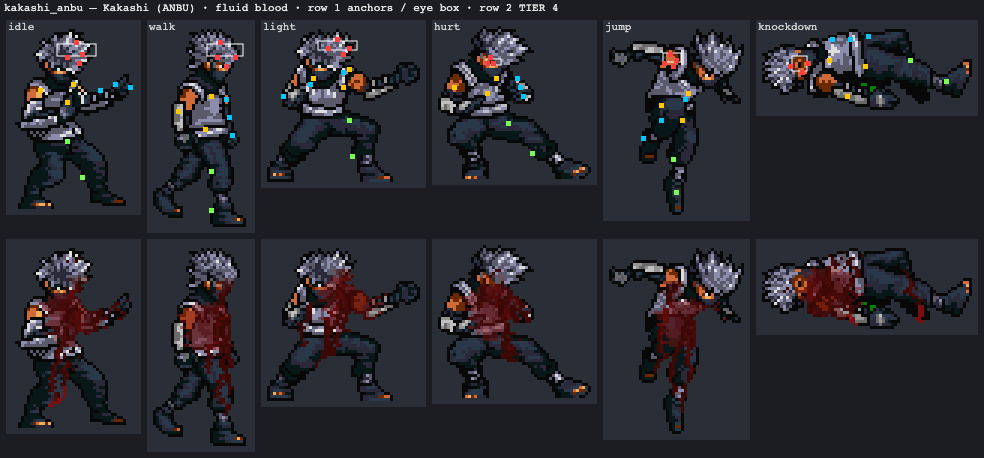 kakashi_anbu — Kakashi (ANBU) · fluid blood · row 1 anchors / eye box · row 2 TIER 4
idle walk light hurt jump knockdown